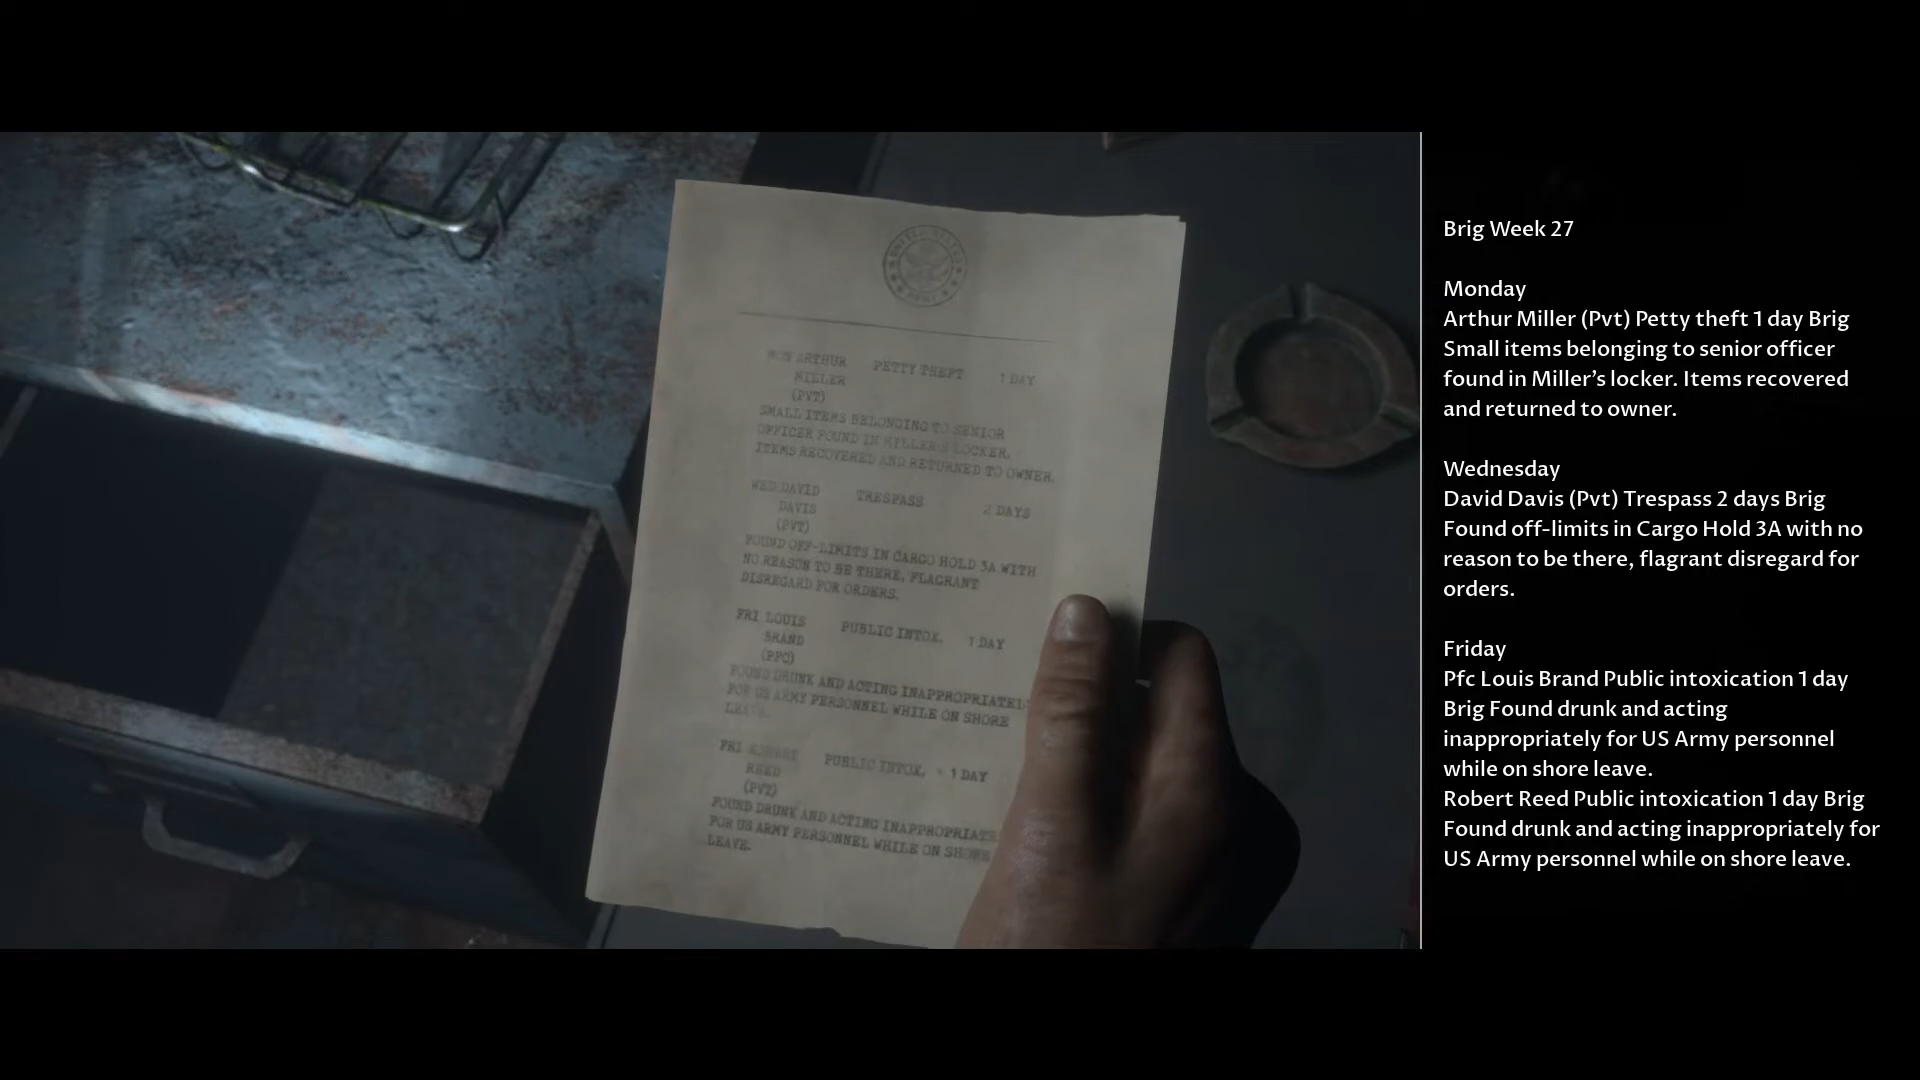 UNITED STATES
ARMY
MON ARTHUR PETTY THEFT 1 DAY
MILLER
(PVT)
SMALL ITEMS BELONGING TO SENIOR
OFFICER FOUND IN MILLER'S LOCKER.
ITEMS RECOVERED AND RETURNED TO OWNER.
WED DAVID TRESPASS 2 DAYS
DAVIS
(PVT)
FOUND OFF-LIMITS IN CARGO HOLD 3A WITH
NO REASON TO BE THERE, FLAGRANT
DISREGARD FOR ORDERS.
FRI LOUIS PUBLIC INTOX. 1 DAY
BRAND
(PFC)
FOUND DRUNK AND ACTING INAPPROPRIATEL
FOR US ARMY PERSONNEL WHILE ON SHORE
LEAVE.
FRI ROBERT PUBLIC INTOX. 1 DAY
REED
(PVT)
FOUND DRUNK AND ACTING INAPPROPRIATE
FOR US ARMY PERSONNEL WHILE ON SHORE
LEAVE.
Brig Week 27
Monday
Arthur Miller (Pvt) Petty theft 1 day Brig
Small items belonging to senior officer
found in Miller’s locker. Items recovered
and returned to owner.
Wednesday
David Davis (Pvt) Trespass 2 days Brig
Found off-limits in Cargo Hold 3A with no
reason to be there, flagrant disregard for
orders.
Friday
Pfc Louis Brand Public intoxication 1 day
Brig Found drunk and acting
inappropriately for US Army personnel
while on shore leave.
Robert Reed Public intoxication 1 day Brig
Found drunk and acting inappropriately for
US Army personnel while on shore leave.